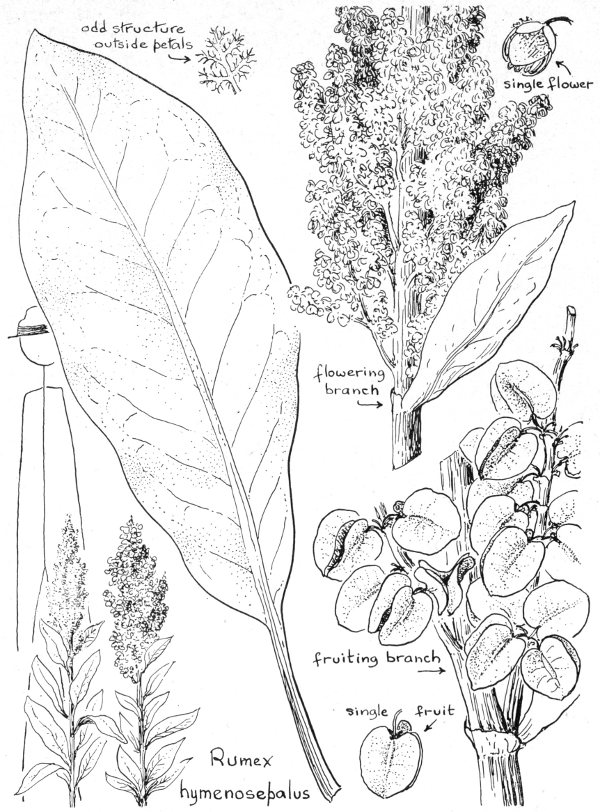 odd structure
outside petals
single flower
flowering
branch
fruiting branch
single fruit
Rumex
hymenosepalus